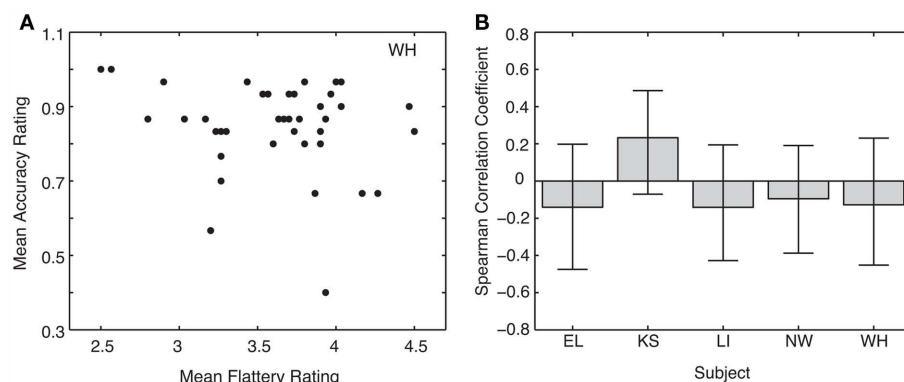 A
WH
Mean Accuracy Rating
1.1
0.9
0.7
0.5
0.3
2.5 3 3.5 4 4.5
Mean Flattery Rating
B
Spearman Correlation Coefficient
0.8
0.6
0.4
0.2
0
−0.2
−0.4
−0.6
−0.8
EL KS LI NW WH
Subject